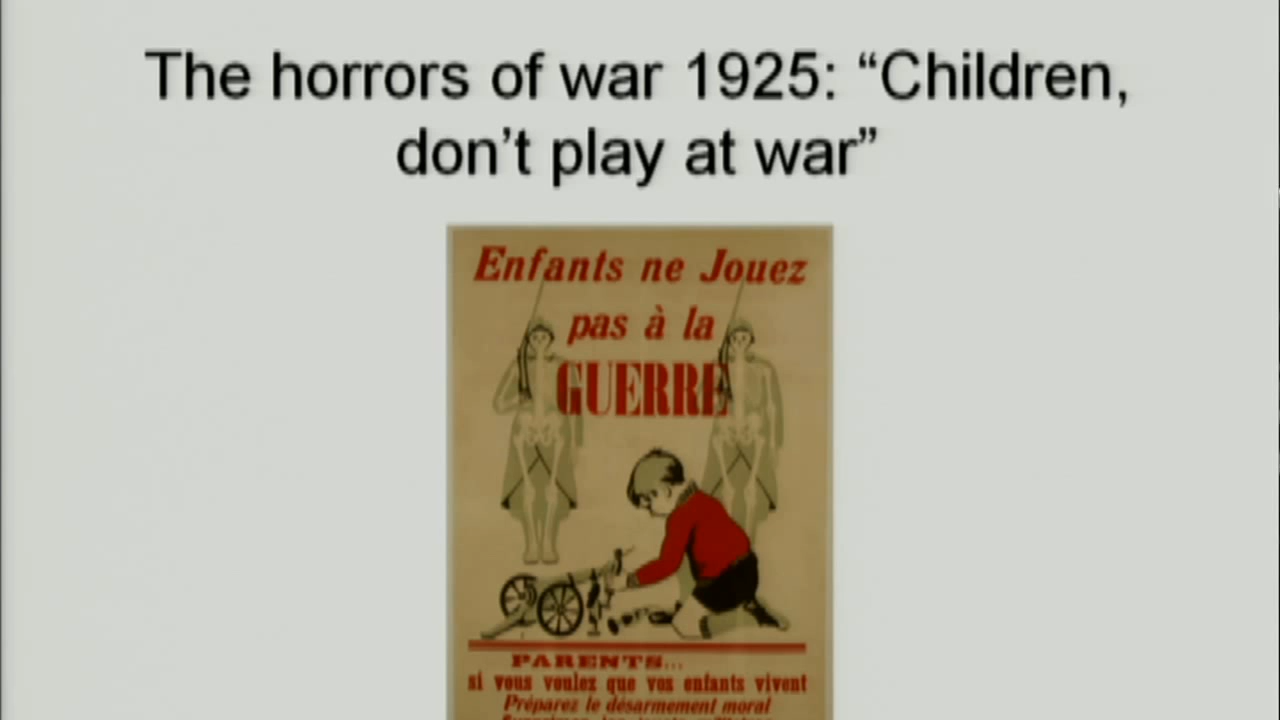 The horrors of war 1925: “Children,
don’t play at war”
Enfants ne Jouez
pas à la
GUERRE
PARENTS...
si vous voulez que vos enfants vivent
Préparez le désarmement moral